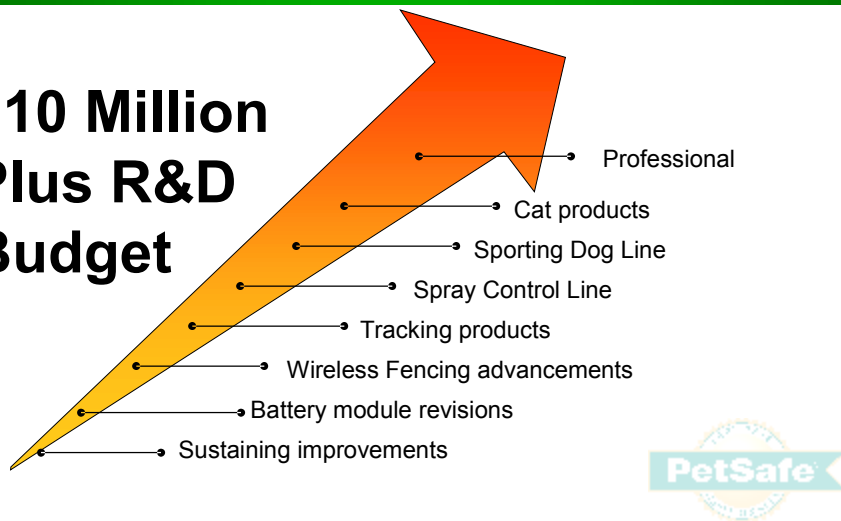 10 Million
Plus R&D
Budget
Professional
Cat products
Sporting Dog Line
Spray Control Line
Tracking products
Wireless Fencing advancements
Battery module revisions
Sustaining improvements
PetSafe